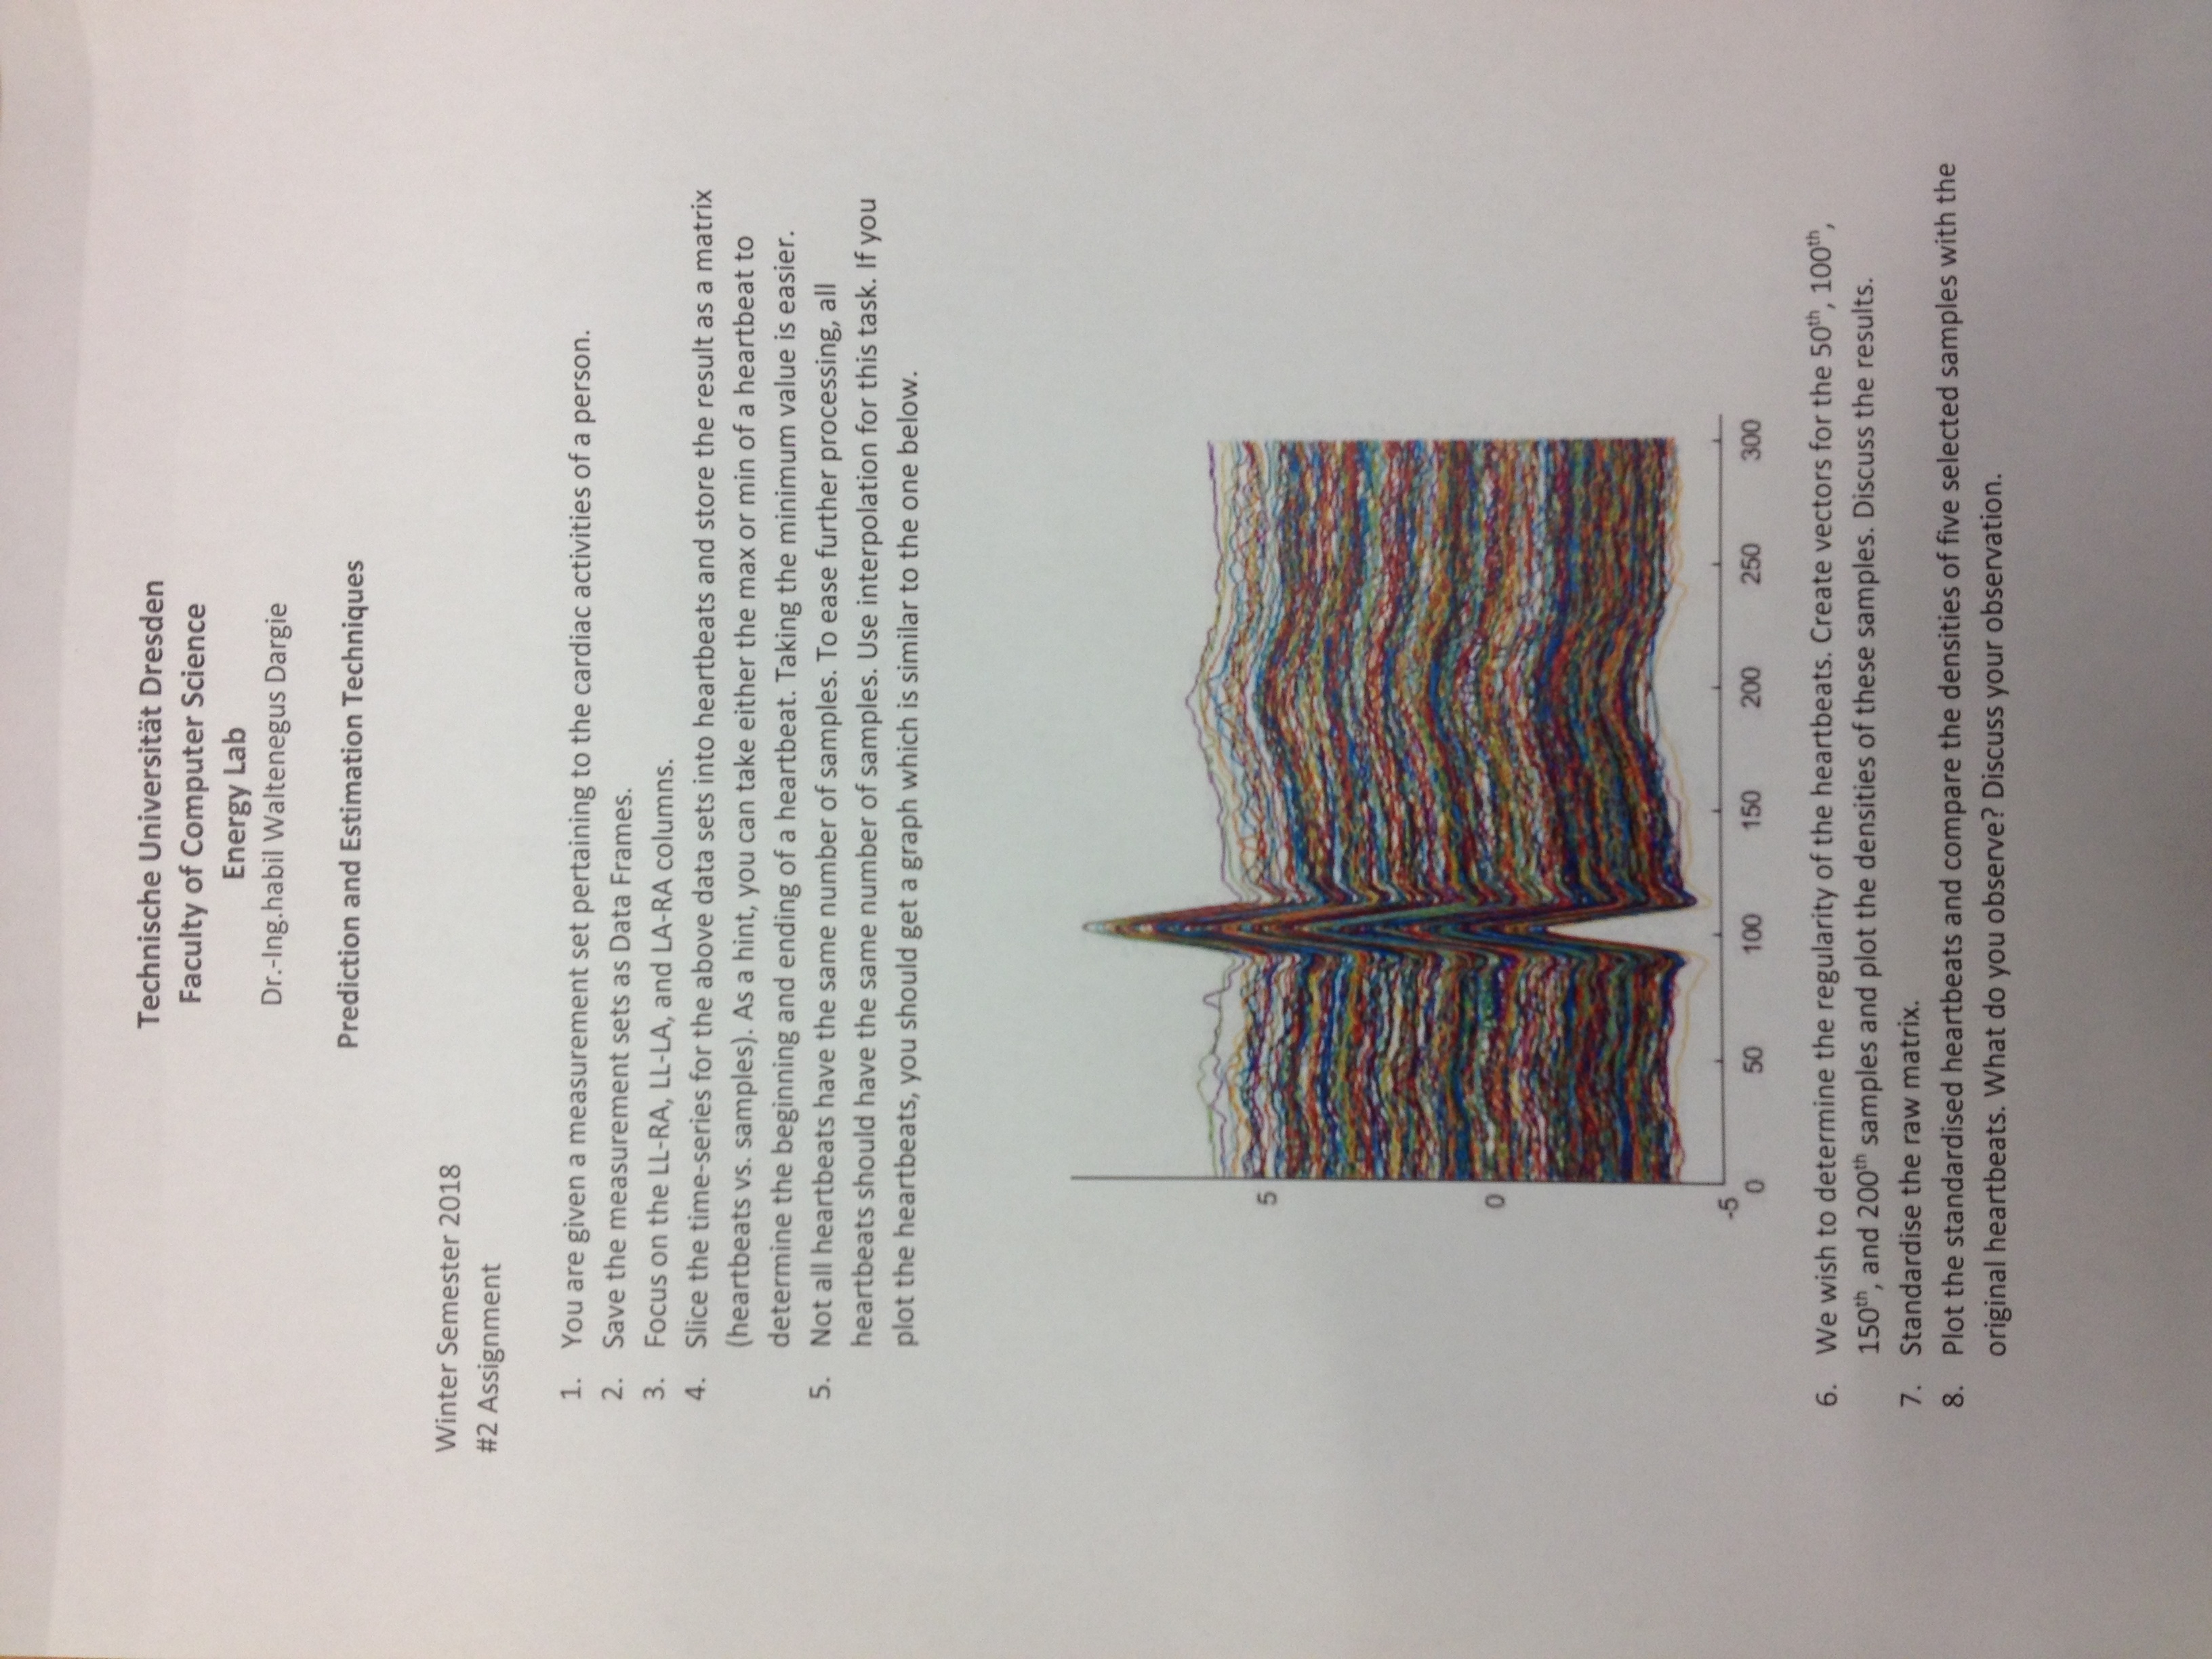 Technische Universität Dresden
Faculty of Computer Science
Energy Lab
Dr.-Ing.habil Waltenegus Dargie
Prediction and Estimation Techniques
Winter Semester 2018
#2 Assignment
1. You are given a measurement set pertaining to the cardiac activities of a person.
2. Save the measurement sets as Data Frames.
3. Focus on the LL-RA, LL-LA, and LA-RA columns.
4. Slice the time-series for the above data sets into heartbeats and store the result as a matrix
(heartbeats vs. samples). As a hint, you can take either the max or min of a heartbeat to
determine the beginning and ending of a heartbeat. Taking the minimum value is easier.
5. Not all heartbeats have the same number of samples. To ease further processing, all
heartbeats should have the same number of samples. Use interpolation for this task. If you
plot the heartbeats, you should get a graph which is similar to the one below.
5
0
-5
0 50 100 150 200 250 300
6. We wish to determine the regularity of the heartbeats. Create vectors for the 50th, 100th,
150th, and 200th samples and plot the densities of these samples. Discuss the results.
7. Standardise the raw matrix.
8. Plot the standardised heartbeats and compare the densities of five selected samples with the
original heartbeats. What do you observe? Discuss your observation.